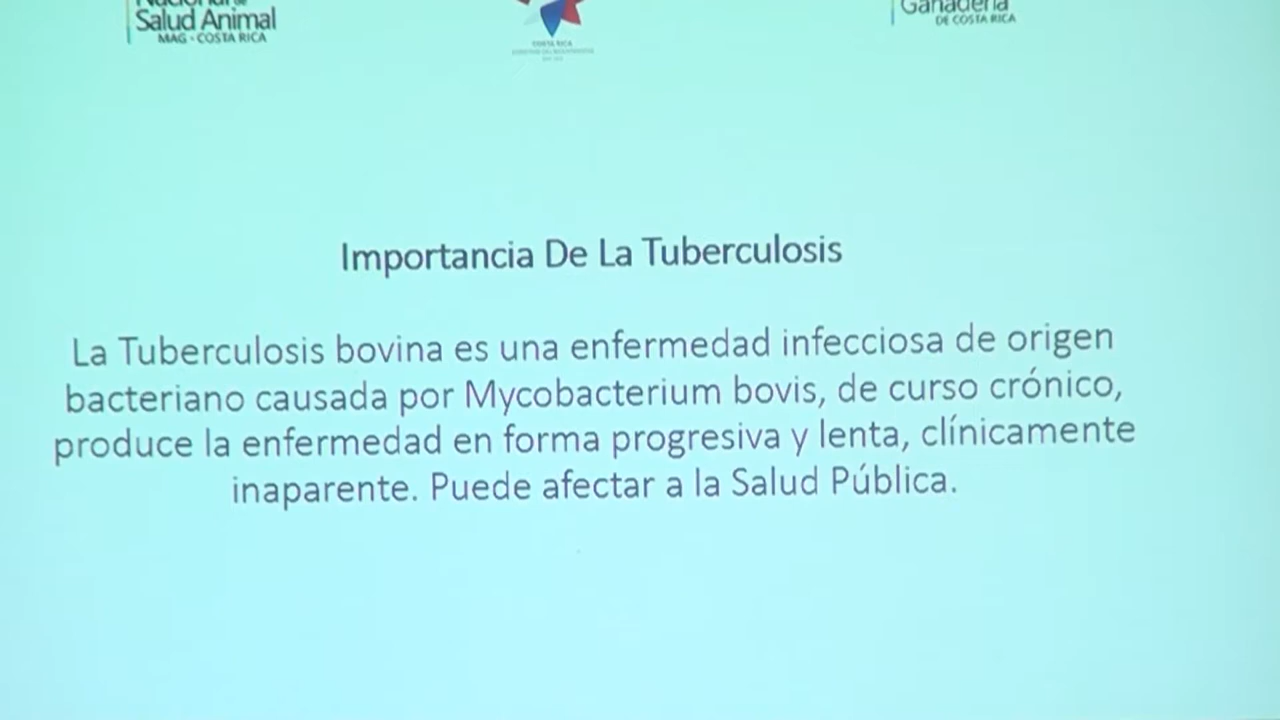 Salud Animal
MAG - COSTA RICA
COSTA RICA
Ganadería
DE COSTA RICA
Importancia De La Tuberculosis
La Tuberculosis bovina es una enfermedad infecciosa de origen
bacteriano causada por Mycobacterium bovis, de curso crónico,
produce la enfermedad en forma progresiva y lenta, clínicamente
inaparente. Puede afectar a la Salud Pública.